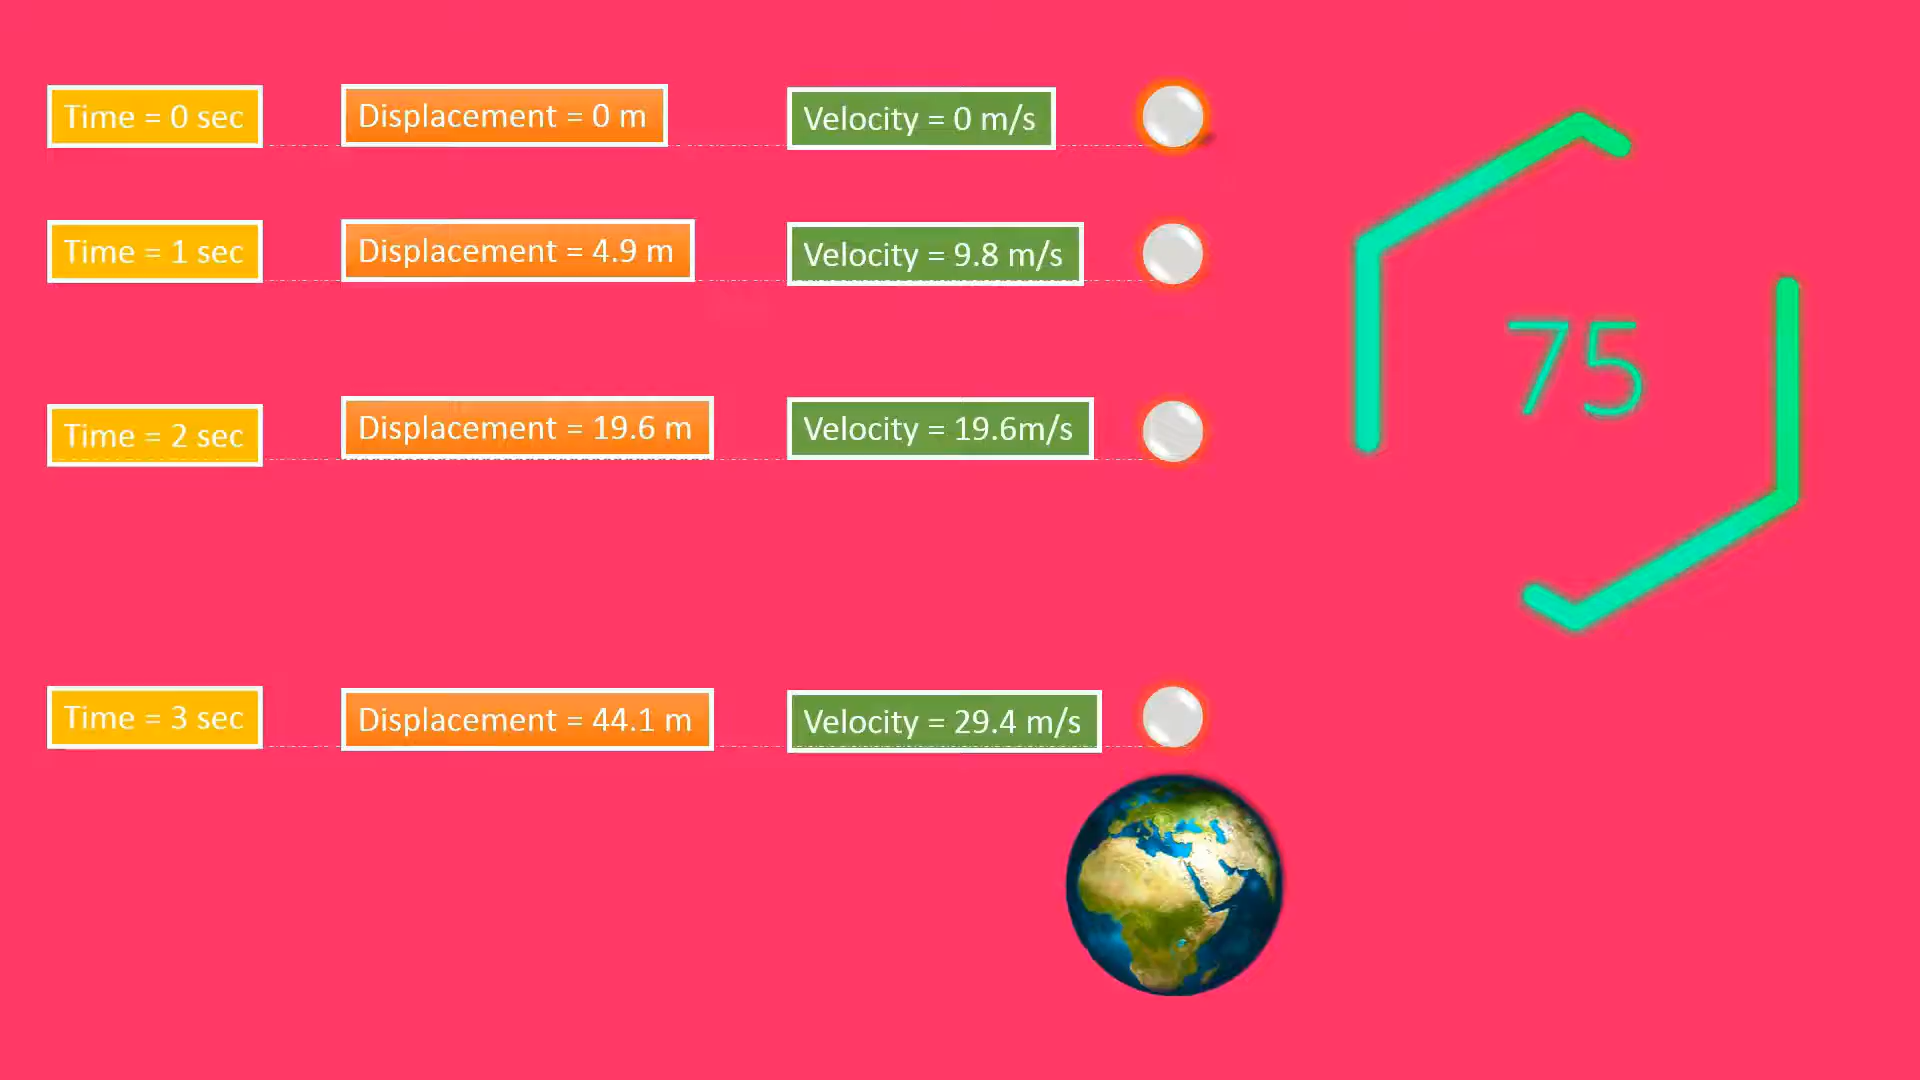 Time = 0 sec
Displacement = 0 m
Velocity = 0 m/s
Time = 1 sec
Displacement = 4.9 m
Velocity = 9.8 m/s
75
Time = 2 sec
Displacement = 19.6 m
Velocity = 19.6m/s
Time = 3 sec
Displacement = 44.1 m
Velocity = 29.4 m/s